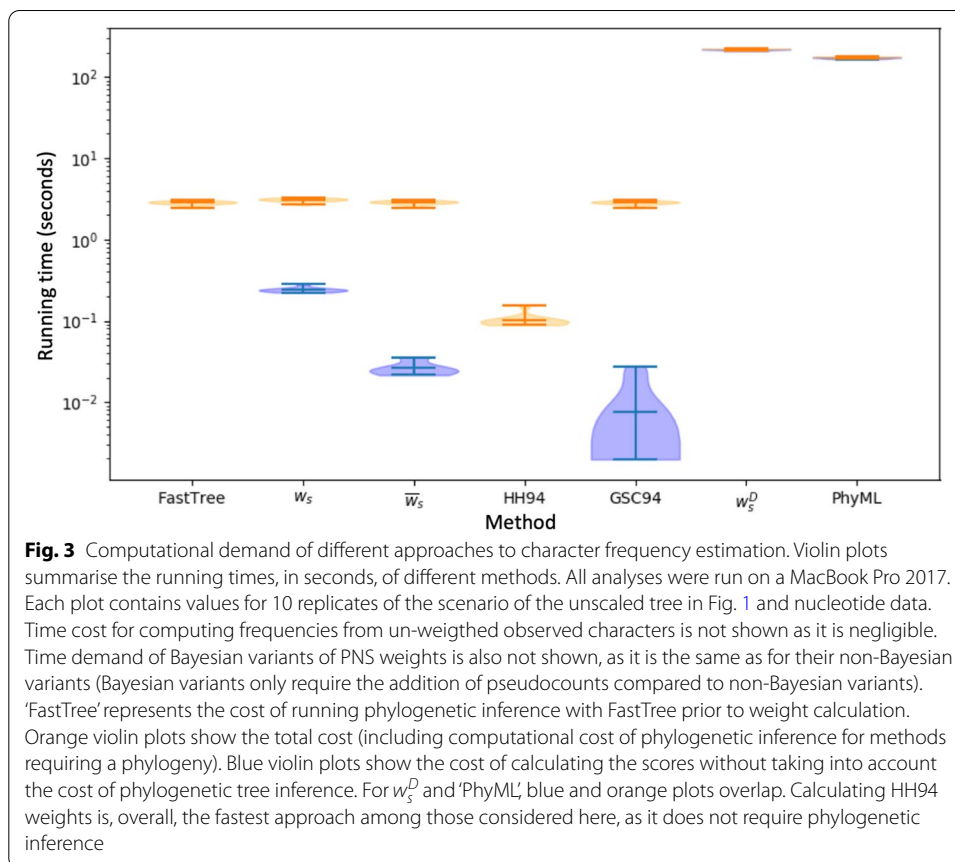 10²
10¹
10⁰
10⁻¹
10⁻²
Running time (seconds)
FastTree wₛ w̅ₛ HH94 GSC94 wₛᴰ PhyML
Method
Fig. 3 Computational demand of different approaches to character frequency estimation. Violin plots
summarise the running times, in seconds, of different methods. All analyses were run on a MacBook Pro 2017.
Each plot contains values for 10 replicates of the scenario of the unscaled tree in Fig. 1 and nucleotide data.
Time cost for computing frequencies from un-weigthed observed characters is not shown as it is negligible.
Time demand of Bayesian variants of PNS weights is also not shown, as it is the same as for their non-Bayesian
variants (Bayesian variants only require the addition of pseudocounts compared to non-Bayesian variants).
‘FastTree’ represents the cost of running phylogenetic inference with FastTree prior to weight calculation.
Orange violin plots show the total cost (including computational cost of phylogenetic inference for methods
requiring a phylogeny). Blue violin plots show the cost of calculating the scores without taking into account
the cost of phylogenetic tree inference. For wₛᴰ and ‘PhyML’, blue and orange plots overlap. Calculating HH94
weights is, overall, the fastest approach among those considered here, as it does not require phylogenetic
inference